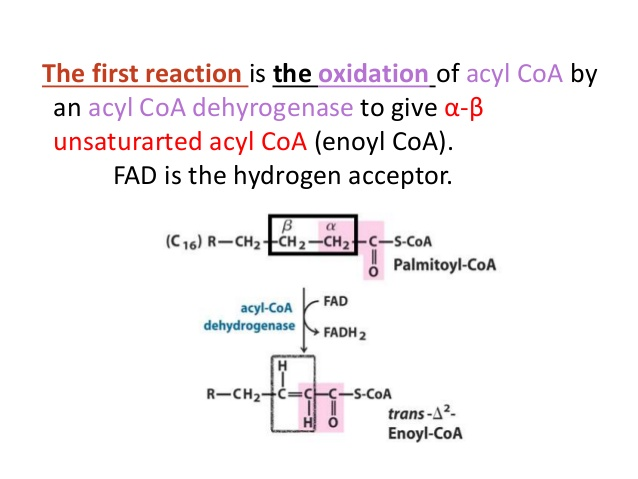 The first reaction is the oxidation of acyl CoA by
an acyl CoA dehyrogenase to give α-β
unsaturarted acyl CoA (enoyl CoA).
FAD is the hydrogen acceptor.
β α
(C16) R—CH2—CH2—CH2—C—S-CoA
O
Palmitoyl-CoA
acyl-CoA
dehydrogenase
FAD
FADH2
H
R—CH2—C=C—C—S-CoA
H O
trans-Δ2-
Enoyl-CoA